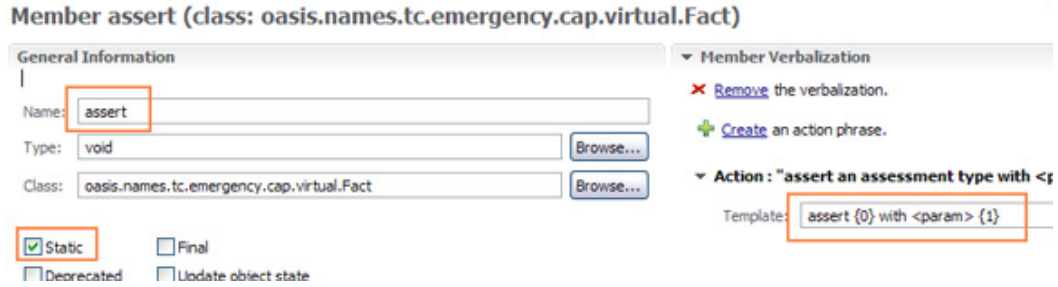 Member assert (class: oasis.names.tc.emergency.cap.virtual.Fact)
General Information
Name: assert
Type: void Browse...
Class: oasis.names.tc.emergency.cap.virtual.Fact Browse...
Static Final
Deprecated Update object state
Member Verbalization
Remove the verbalization.
Create an action phrase.
Action : "assert an assessment type with <p
Template: assert {0} with <param> {1}